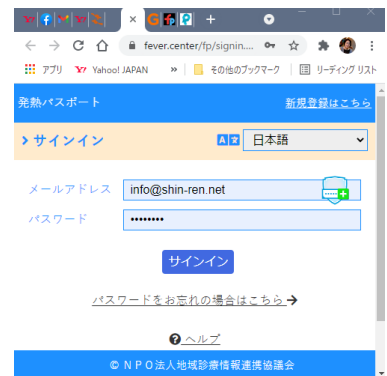 fever.center/fp/signin....
アプリ Yahoo! JAPAN » その他のブックマーク リーディング リスト
発熱パスポート 新規登録はこちら
サインイン 日本語
メールアドレス info@shin-ren.net
パスワード ••••••••
サインイン
パスワードをお忘れの場合はこちら
ヘルプ
© NPO法人地域診療情報連携協議会